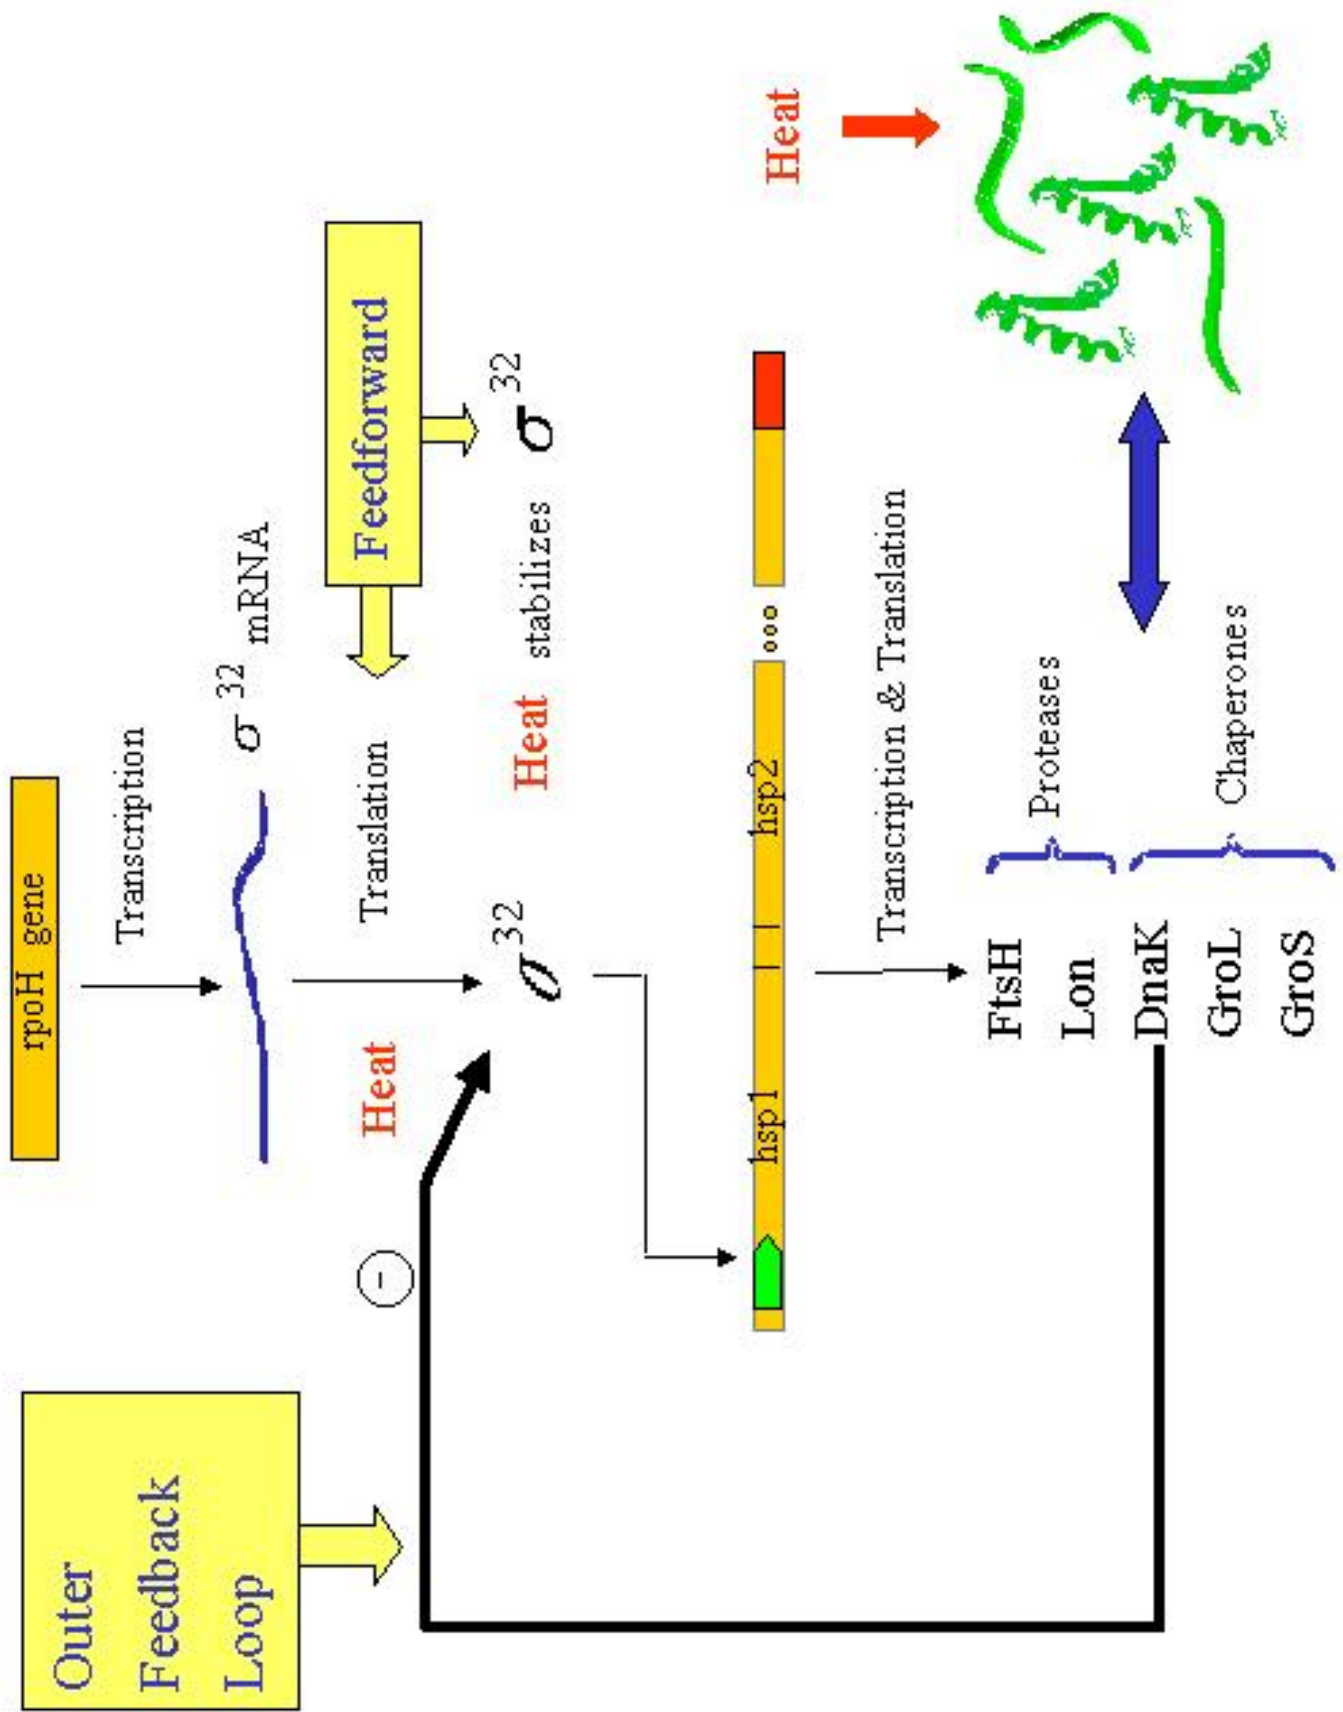 rpoH gene
Transcription
σ 32 mRNA
Outer
Feedback
Loop
Heat
Translation
Feedforward
-
σ 32
Heat stabilizes σ 32
hsp1
hsp2
...
Heat
Transcription & Translation
FtsH
Lon
Proteases
DnaK
GroL
GroS
Chaperones